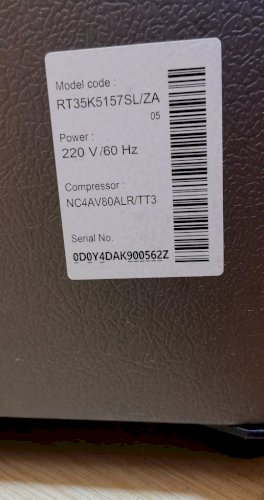 Model code :
RT35K5157SL/ZA
05
Power :
220 V/60 Hz
Compressor :
NC4AV80ALR/TT3
Serial No.
0D0Y4DAK900562Z